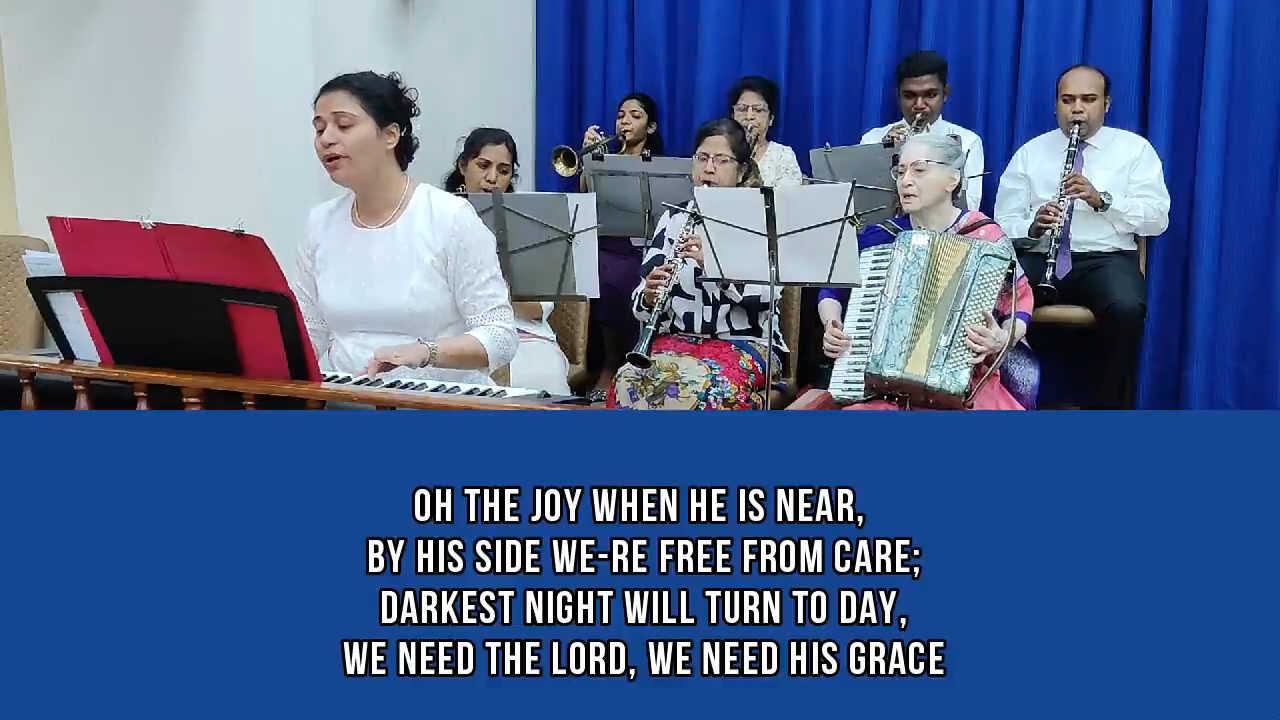 OH THE JOY WHEN HE IS NEAR,
BY HIS SIDE WE-RE FREE FROM CARE;
DARKEST NIGHT WILL TURN TO DAY,
WE NEED THE LORD, WE NEED HIS GRACE